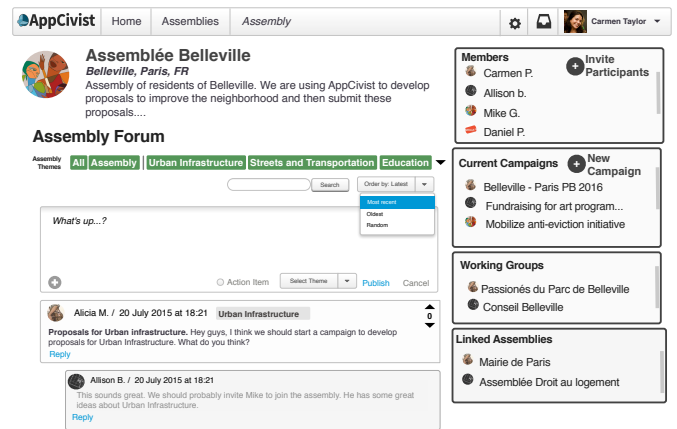 AppCivist Home Assemblies Assembly Carmen Taylor
Assemblée Belleville
Belleville, Paris, FR
Assembly of residents of Belleville. We are using AppCivist to develop
proposals to improve the neighborhood and then submit these
proposals....
Assembly Forum
Assembly
Themes
All Assembly Urban Infrastructure Streets and Transportation Education
Search Order by: Latest
Most recent
Oldest
Random
What's up...?
Action Item Select Theme Publish Cancel
Alicia M. / 20 July 2015 at 18:21 Urban Infrastructure
0
Proposals for Urban infrastructure. Hey guys, I think we should start a campaign to develop
proposals for Urban Infrastructure. What do you think?
Reply
Allison B. / 20 July 2015 at 18:21
This sounds great. We should probably invite Mike to join the assembly. He has some great
ideas about Urban Infrastructure.
Reply
Members
Invite
Participants
Carmen P.
Allison b.
Mike G.
Daniel P.
Current Campaigns
New
Campaign
Belleville - Paris PB 2016
Fundraising for art program...
Mobilize anti-eviction initiative
Working Groups
Passionés du Parc de Belleville
Conseil Belleville
Linked Assemblies
Mairie de Paris
Assemblée Droit au logement